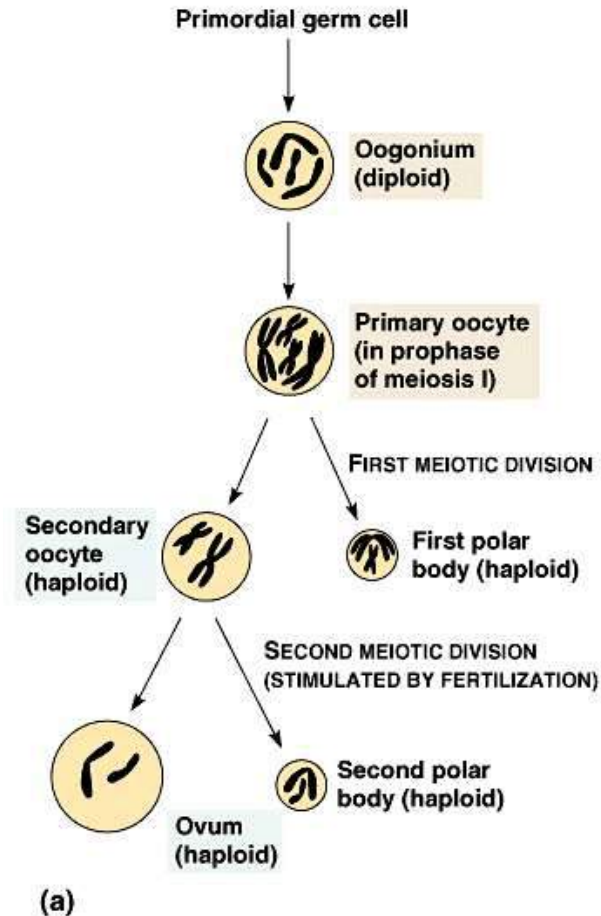 Primordial germ cell
Oogonium
(diploid)
Primary oocyte
(in prophase
of meiosis I)
FIRST MEIOTIC DIVISION
Secondary
oocyte
(haploid)
First polar
body (haploid)
SECOND MEIOTIC DIVISION
(STIMULATED BY FERTILIZATION)
Second polar
body (haploid)
Ovum
(haploid)
(a)